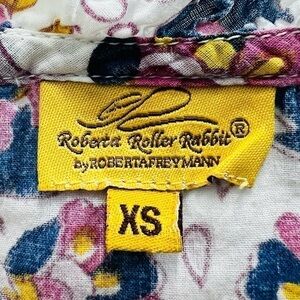 Roberta Roller Rabbit®
by ROBERTAFREYMANN
XS